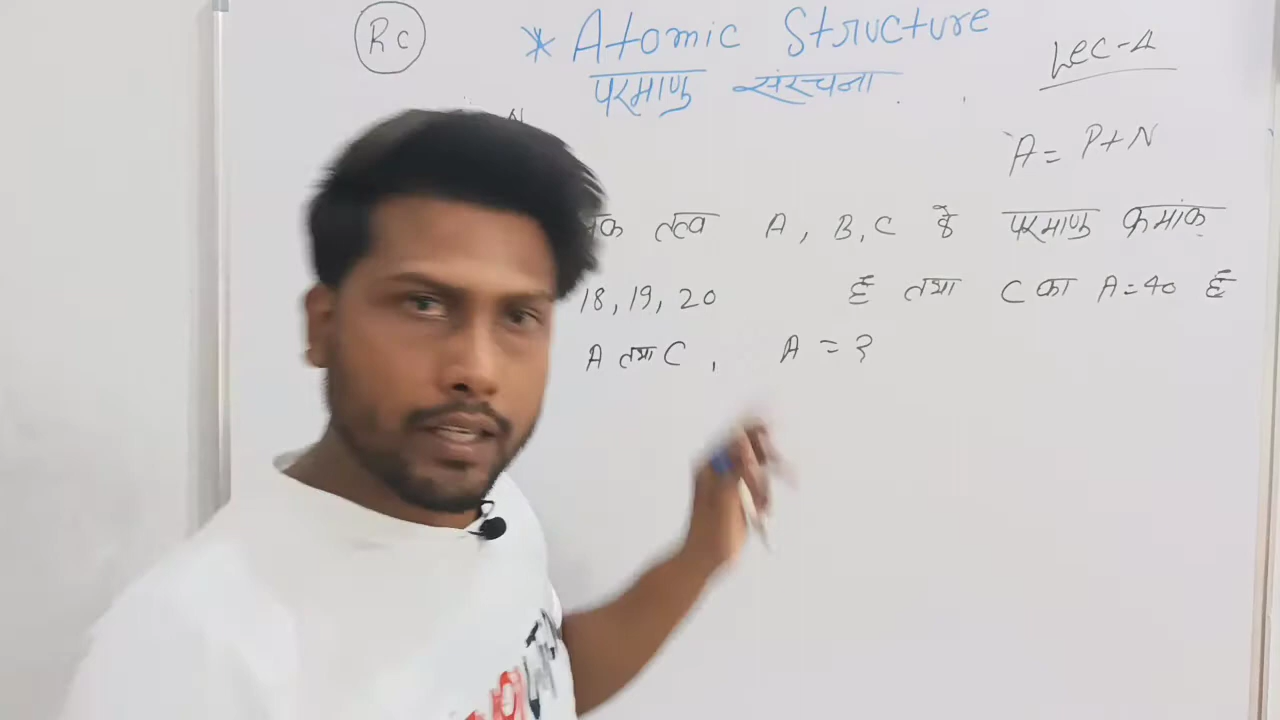 Rc
* Atomic Structure
परमाणु संरचना
Lec-4
A = P+N
तत्व A, B, C के परमाणु क्रमांक
18, 19, 20 है तथा C का A=40 है
A तथा C, A = ?